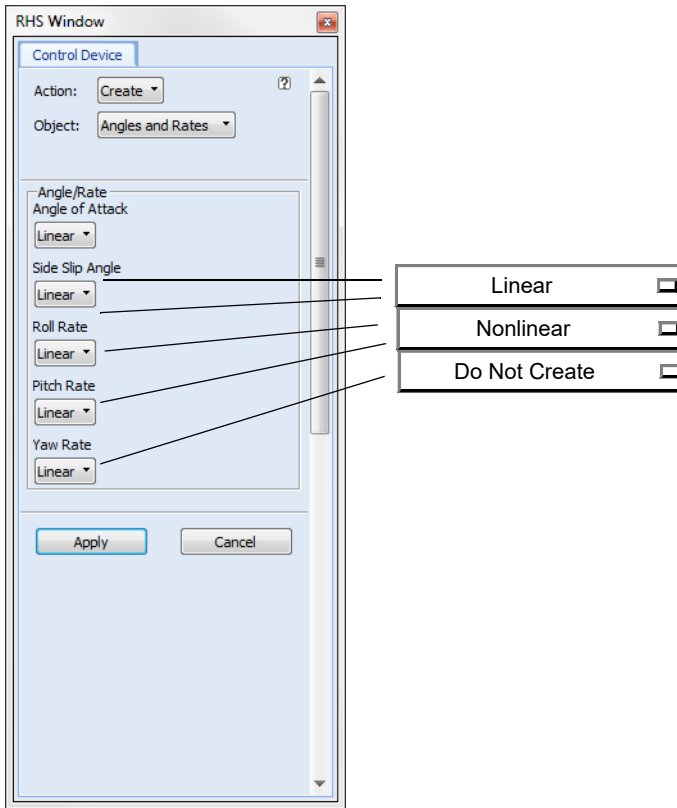 RHS Window
Control Device
Action: Create
?
Object: Angles and Rates
Angle/Rate
Angle of Attack
Linear
Side Slip Angle
Linear
Roll Rate
Linear
Pitch Rate
Linear
Yaw Rate
Linear
Apply Cancel
Linear
Nonlinear
Do Not Create